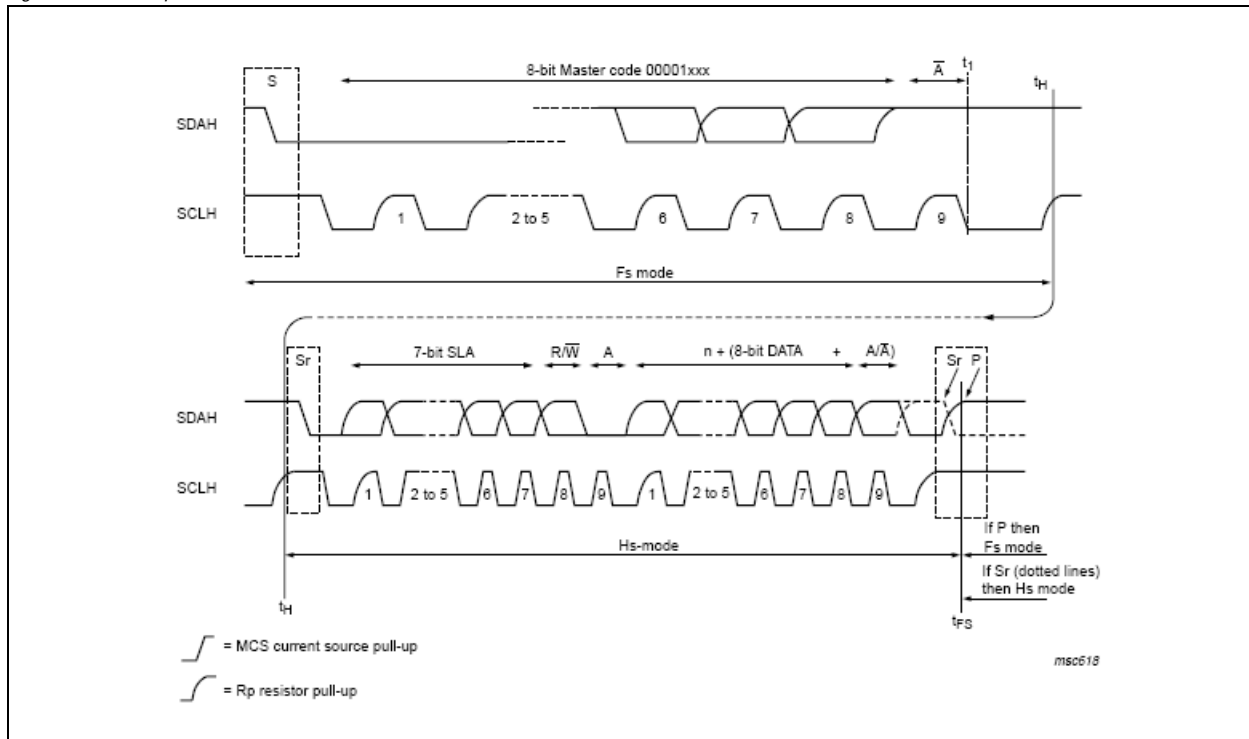 8-bit Master code 00001xxx
A̅
t1
tH
S
SDAH
SCLH
1
2 to 5
6
7
8
9
Fs mode
Sr
7-bit SLA
R/W̅
A
n + (8-bit DATA + A/A̅)
Sr P
SDAH
SCLH
1
2 to 5
6
7
8
9
1
2 to 5
6
7
8
9
Hs-mode
If P then
Fs mode
If Sr (dotted lines)
then Hs mode
tH
tFS
= MCS current source pull-up
= Rp resistor pull-up
msc618